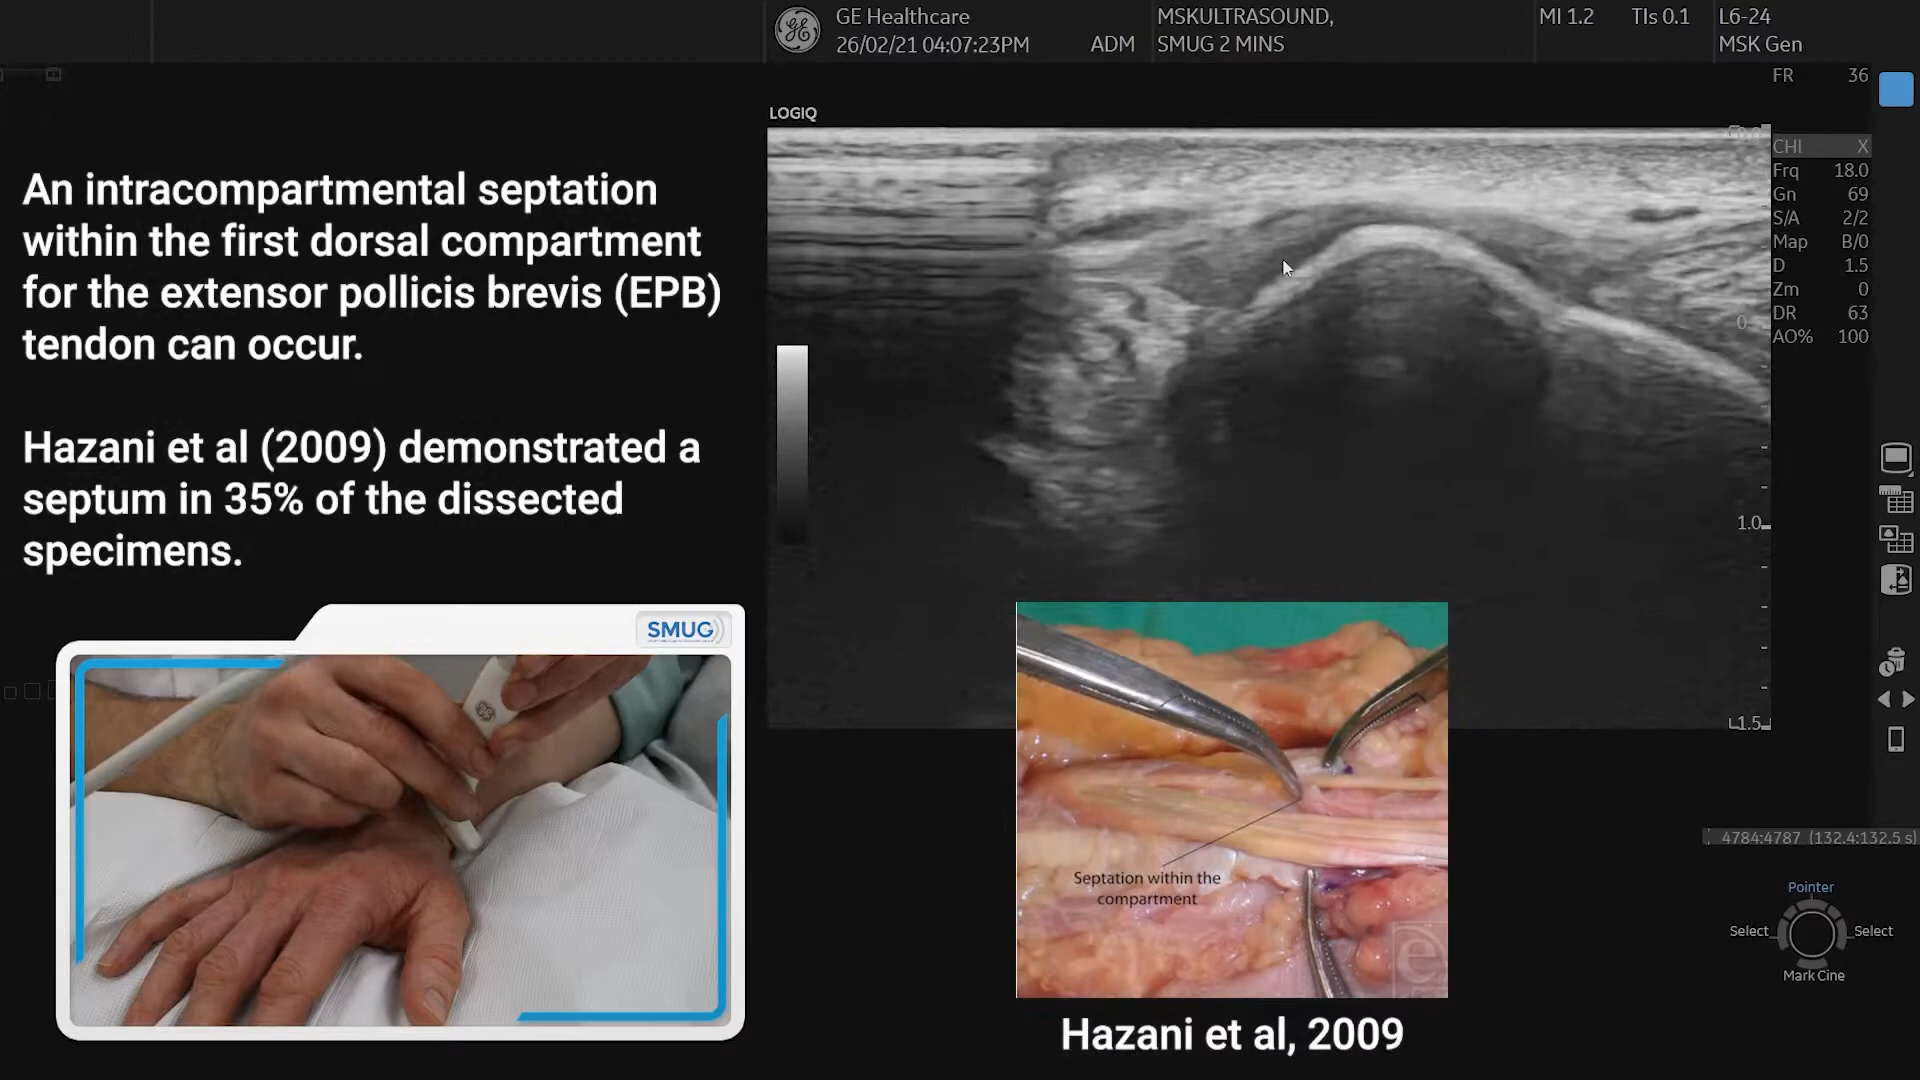 GE Healthcare
26/02/21 04:07:23PM ADM
MSKULTRASOUND,
SMUG 2 MINS
MI 1.2 TIs 0.1
L6-24
MSK Gen
FR 36
LOGIQ
CHI X
Frq 18.0
Gn 69
S/A 2/2
Map B/0
D 1.5
Zm 0
DR 63
AO% 100
An intracompartmental septation
within the first dorsal compartment
for the extensor pollicis brevis (EPB)
tendon can occur.
Hazani et al (2009) demonstrated a
septum in 35% of the dissected
specimens.
1.0
1.5
SMUG
Septation within the
compartment
Hazani et al, 2009
4784:4787 (132.4:132.5 s)
Pointer
Select Select
Mark Cine